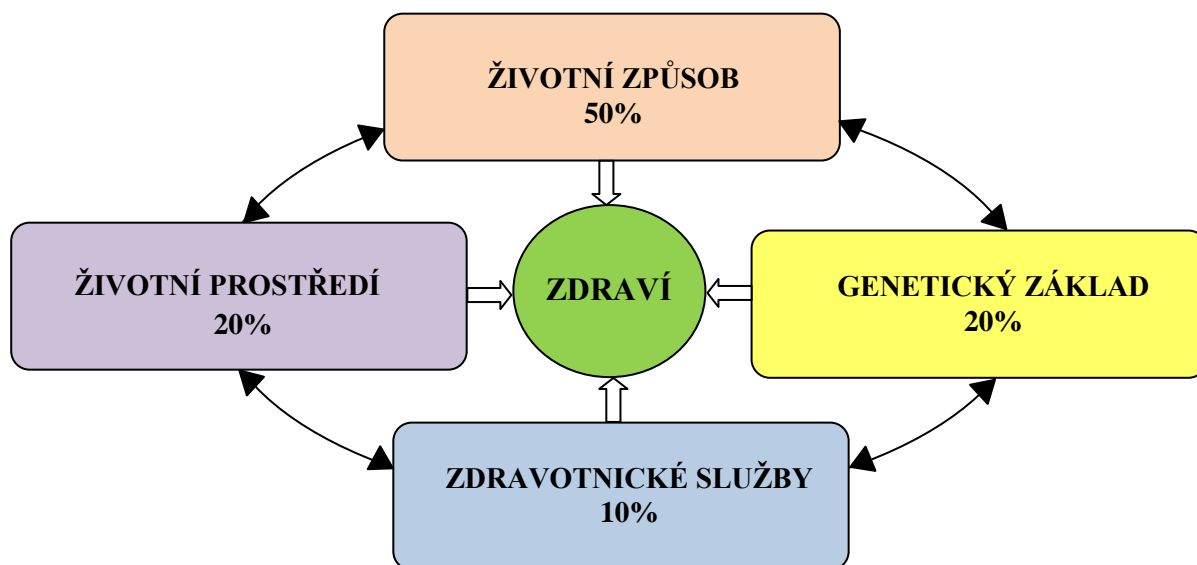 ŽIVOTNÍ ZPŮSOB
50%
ŽIVOTNÍ PROSTŘEDÍ
20%
ZDRAVÍ
GENETICKÝ ZÁKLAD
20%
ZDRAVOTNICKÉ SLUŽBY
10%